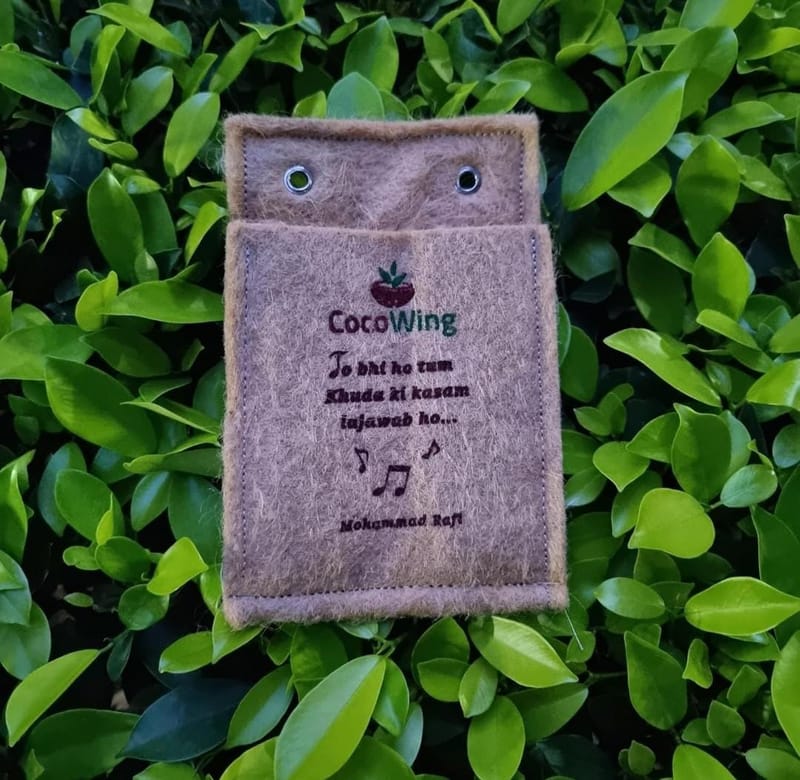 CocoWing
Jo bhi ho tum
Khuda ki kasam
lajawab ho...
Mohammad Rafi